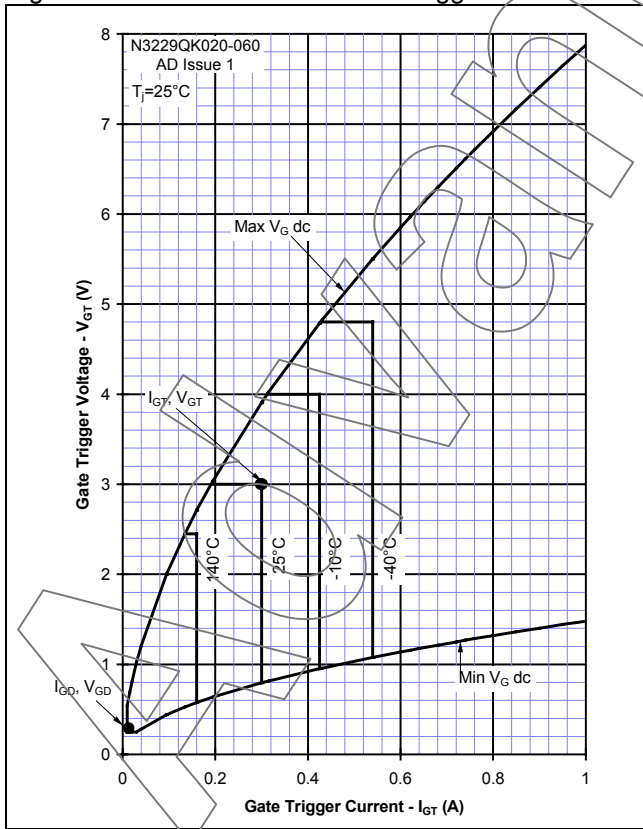 N3229QK020-060
AD Issue 1
Tj=25°C
Max VG dc
IGT, VGT
140°C
25°C
-10°C
-40°C
IGD, VGD
Min VG dc
Gate Trigger Voltage - VGT (V)
8
7
6
5
4
3
2
1
0
0 0.2 0.4 0.6 0.8 1
Gate Trigger Current - IGT (A)